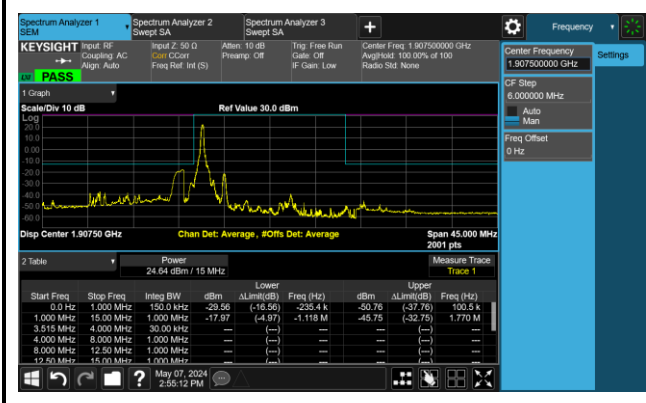 Spectrum Analyzer 1
SEM
Spectrum Analyzer 2
Swept SA
Spectrum Analyzer 3
Swept SA
Frequency
KEYSIGHT
Input: RF
Coupling: AC
Align: Auto
Input Z: 50 Ω
Corr CCorr
Freq Ref: Int (S)
Atten: 10 dB
Preamp: Off
Trig: Free Run
Gate: Off
IF Gain: Low
Center Freq: 1.907500000 GHz
Avg|Hold: 100.00% of 100
Radio Std: None
PASS
Center Frequency
1.907500000 GHz
Settings
CF Step
6.000000 MHz
Auto
Man
Freq Offset
0 Hz
1 Graph
Scale/Div 10 dB
Ref Value 30.0 dBm
Log
20.0
10.0
0.00
-10.0
-20.0
-30.0
-40.0
-50.0
-60.0
Disp Center 1.90750 GHz
Chan Det: Average , #Offs Det: Average
Span 45.000 MHz
2001 pts
2 Table
Power
24.64 dBm / 15 MHz
Measure Trace
Trace 1
Lower Upper
Start Freq Stop Freq Integ BW dBm ΔLimit(dB) Freq (Hz) dBm ΔLimit(dB) Freq (Hz)
0.0 Hz 1.000 MHz 150.0 kHz -29.56 (-16.56) -235.4 k -50.76 (-37.76) 100.5 k
1.000 MHz 15.00 MHz 1.000 MHz -17.97 (-4.97) -1.118 M -45.75 (-32.75) 1.770 M
3.515 MHz 4.000 MHz 30.00 kHz --- (---) --- --- (---) ---
4.000 MHz 8.000 MHz 1.000 MHz --- (---) --- --- (---) ---
8.000 MHz 12.50 MHz 1.000 MHz --- (---) --- --- (---) ---
12.50 MHz 15.00 MHz 1.000 MHz --- (---) --- --- (---) ---
May 07, 2024
2:55:12 PM